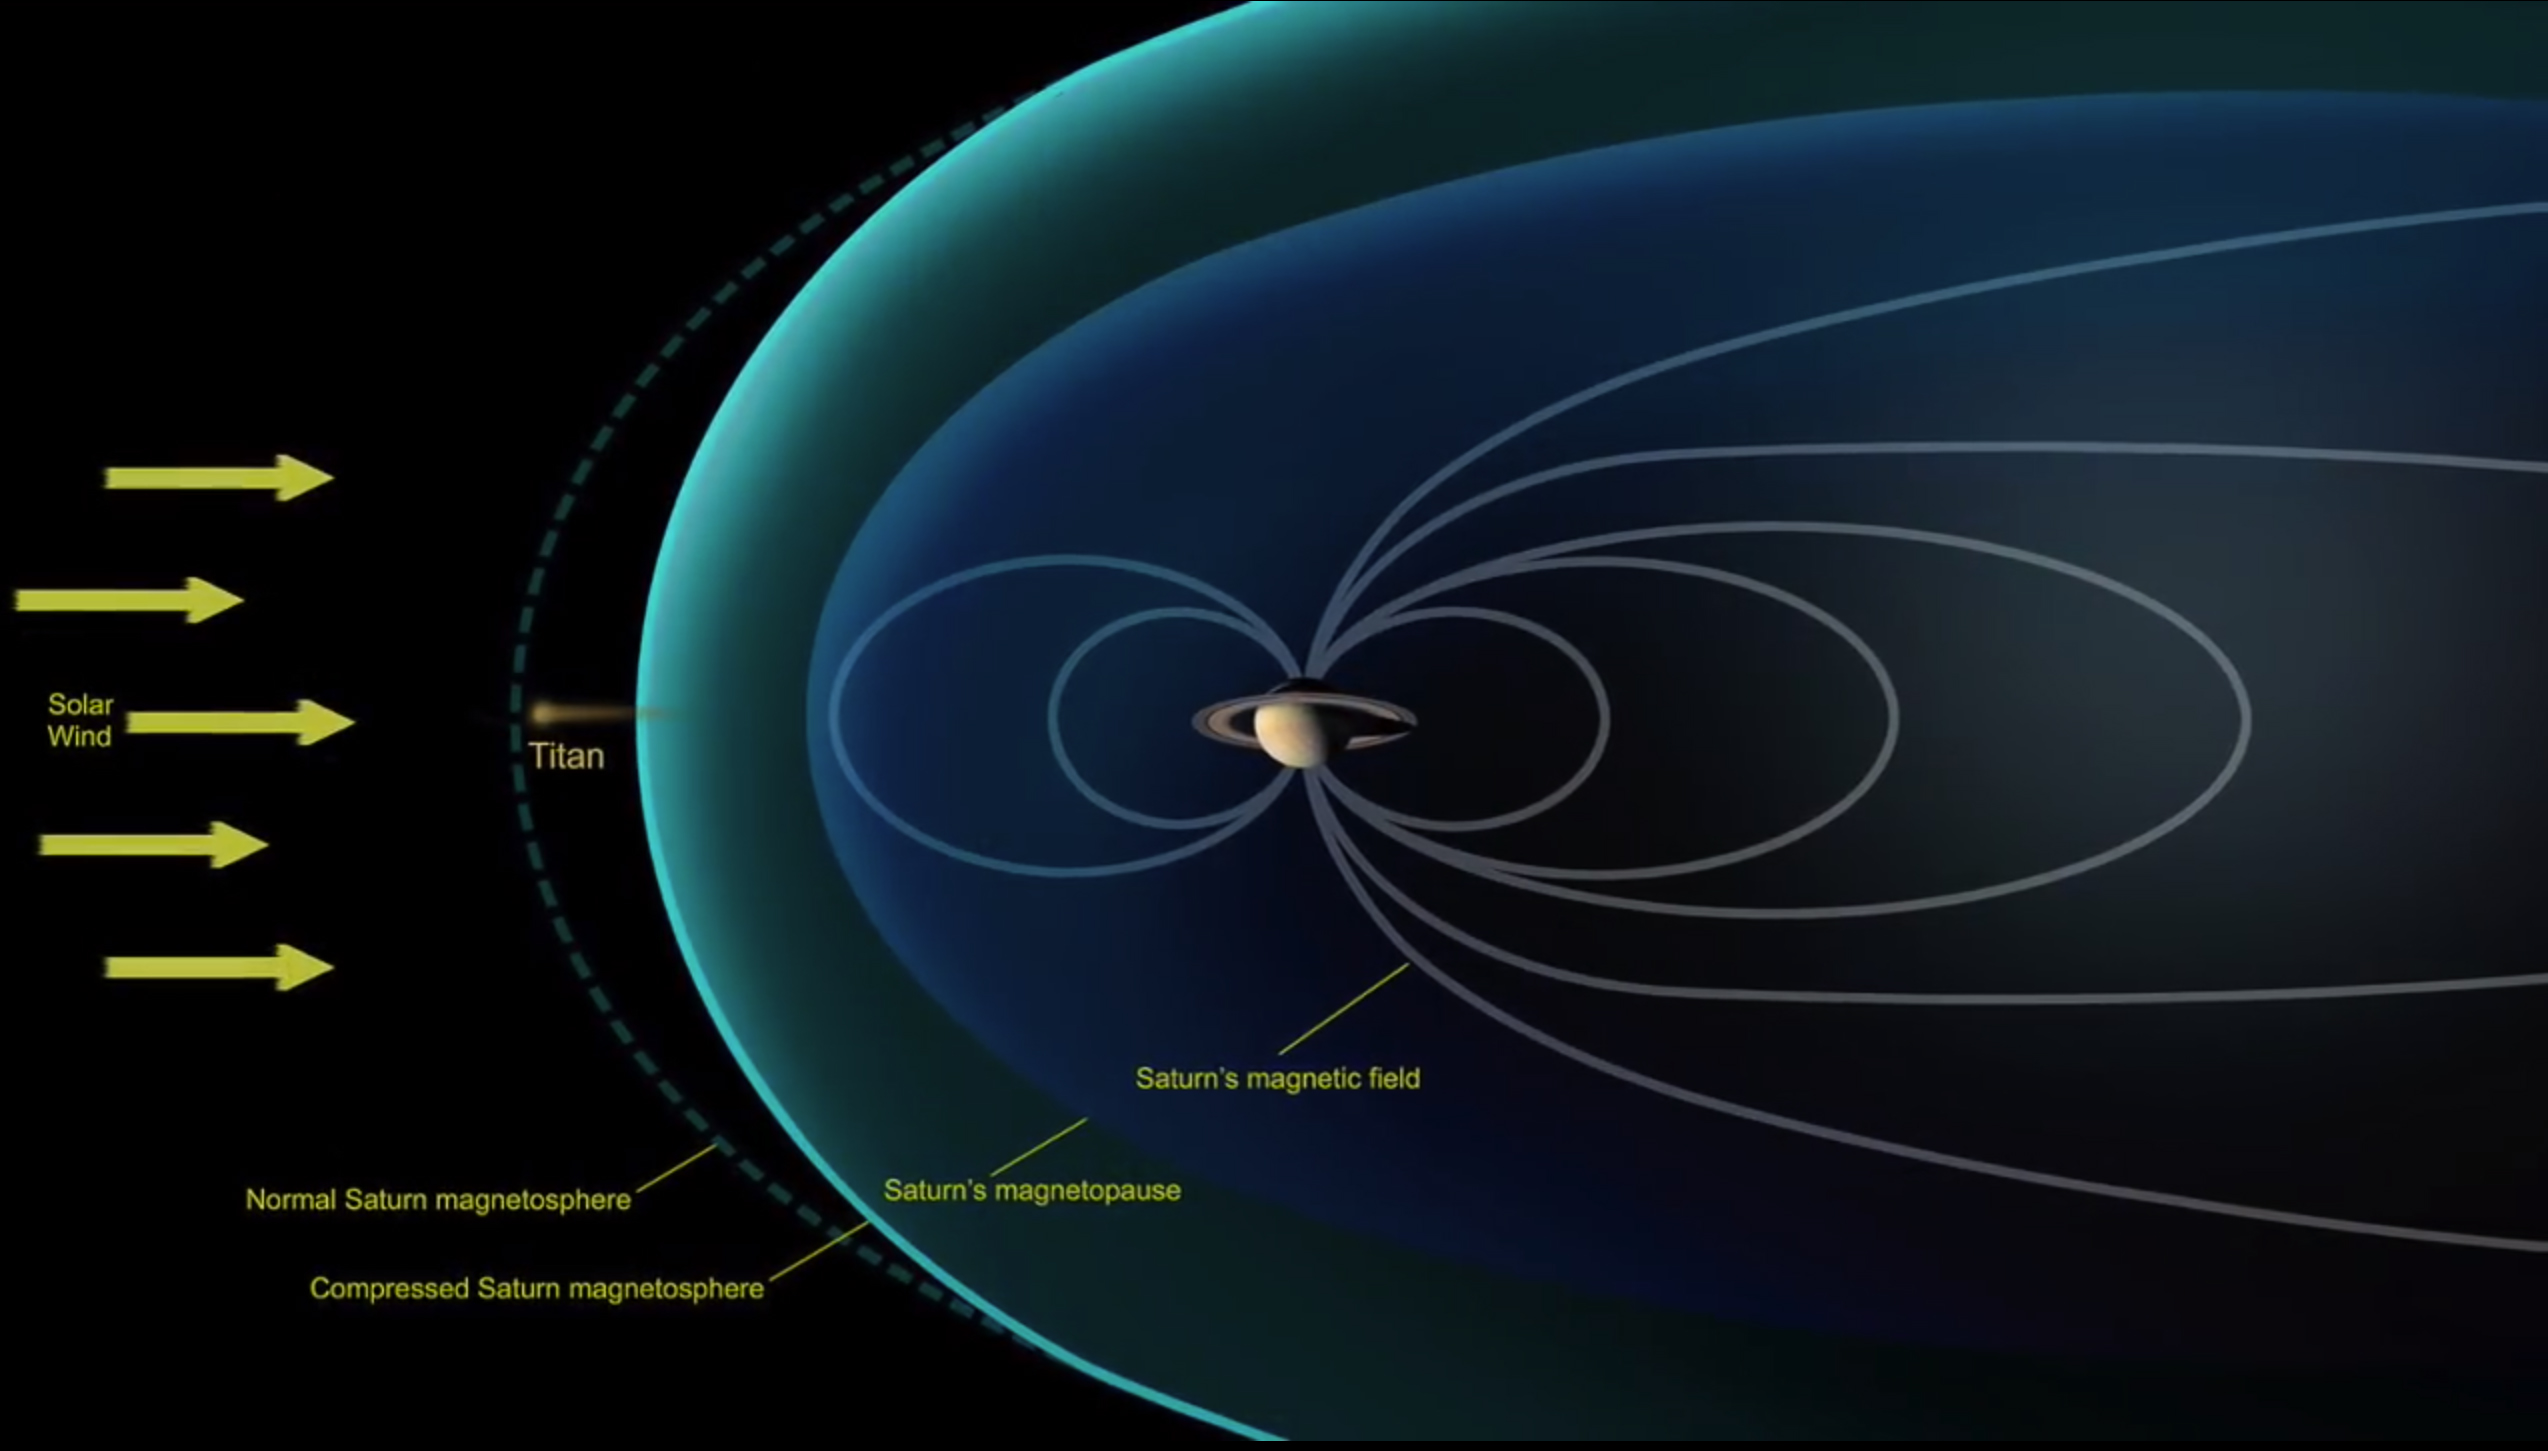 Solar
Wind
Titan
Saturn's magnetic field
Saturn's magnetopause
Normal Saturn magnetosphere
Compressed Saturn magnetosphere